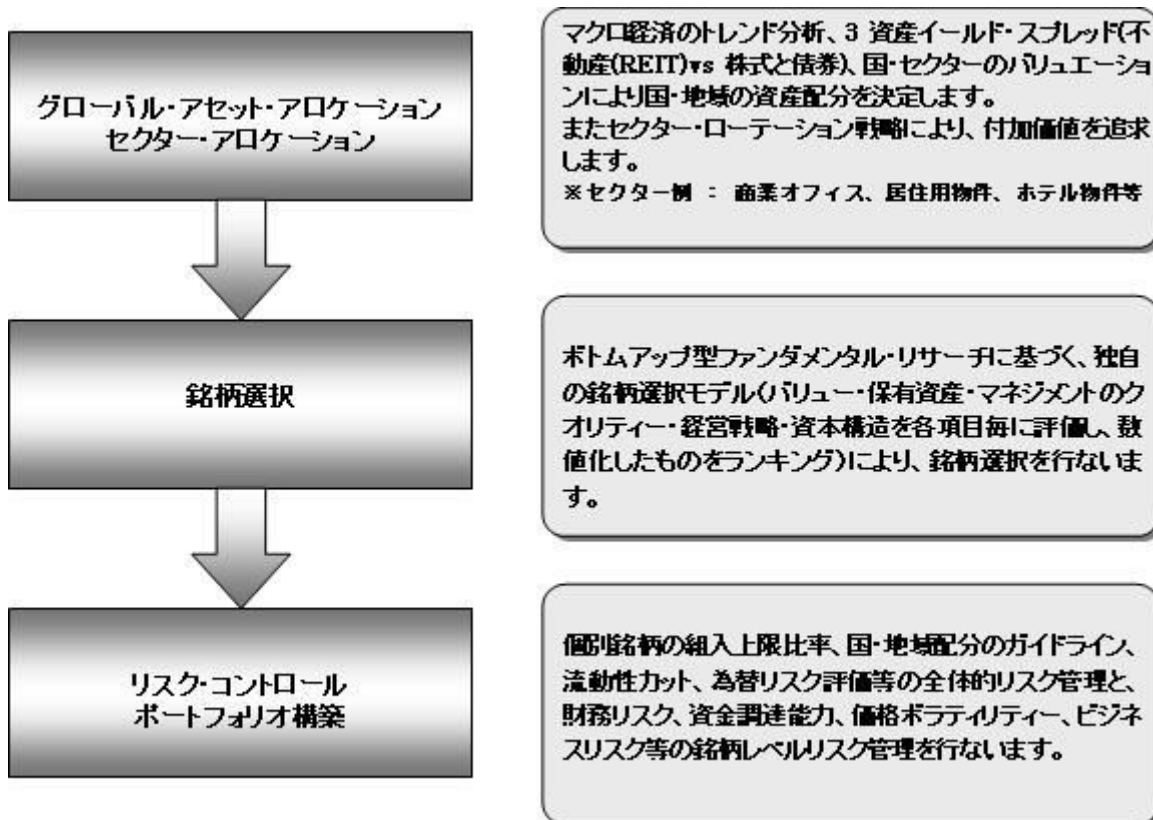 グローバル・アセット・アロケーション
セクター・アロケーション
マクロ経済のトレンド分析、3 資産イールド・スプレッド(不
動産(REIT)vs 株式と債券)、国・セクターのバリュエーショ
ンにより国・地域の資産配分を決定します。
またセクター・ローテーション戦略により、付加価値を追求
します。
※セクター例 : 商業オフィス、居住用物件、ホテル物件等
銘柄選択
ボトムアップ型ファンダメンタル・リサーチに基づく、独自
の銘柄選択モデル(バリュー・保有資産・マネジメントのク
オリティー・経営戦略・資本構造を各項目毎に評価し、数
値化したものをランキング)により、銘柄選択を行ないま
す。
リスク・コントロール
ポートフォリオ構築
個別銘柄の組入上限比率、国・地域配分のガイドライン、
流動性カット、為替リスク評価等の全体的リスク管理と、
財務リスク、資金調達能力、価格ボラティリティー、ビジネ
スリスク等の銘柄レベルリスク管理を行ないます。